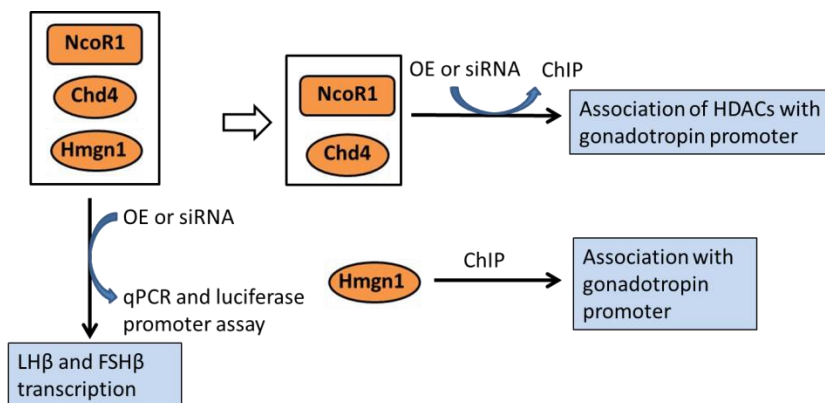 NcoR1
Chd4
Hmgn1
NcoR1
Chd4
OE or siRNA
ChIP
Association of HDACs with
gonadotropin promoter
OE or siRNA
qPCR and luciferase
promoter assay
LHβ and FSHβ
transcription
Hmgn1
ChIP
Association with
gonadotropin
promoter